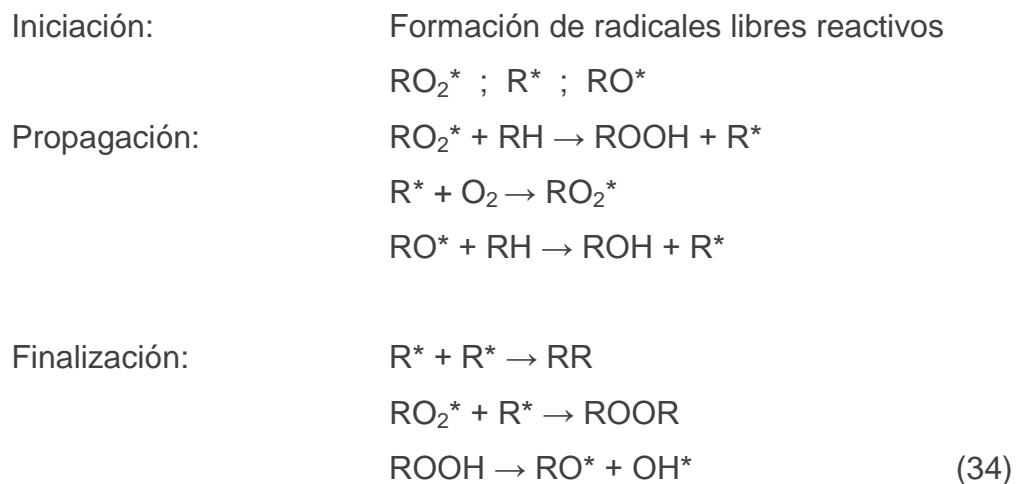 Iniciación: Formación de radicales libres reactivos
RO₂* ; R* ; RO*
Propagación: RO₂* + RH → ROOH + R*
R* + O₂ → RO₂*
RO* + RH → ROH + R*
Finalización: R* + R* → RR
RO₂* + R* → ROOR
ROOH → RO* + OH* (34)